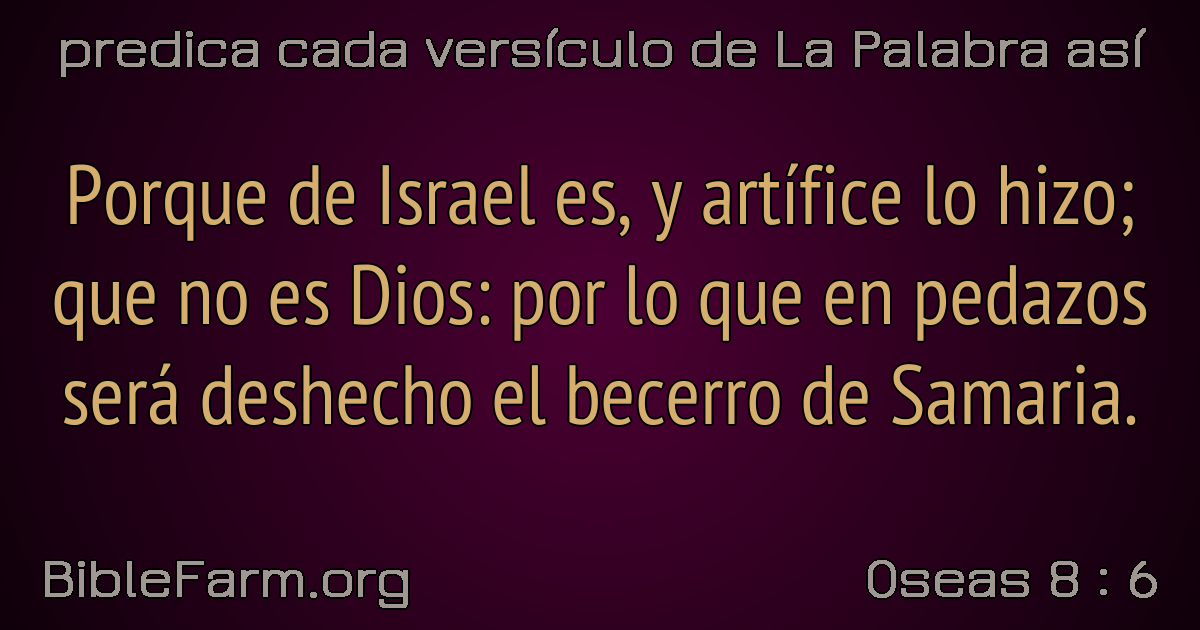 predica cada versículo de La Palabra así
Porque de Israel es, y artífice lo hizo;
que no es Dios: por lo que en pedazos
será deshecho el becerro de Samaria.
BibleFarm.org
Oseas 8 : 6